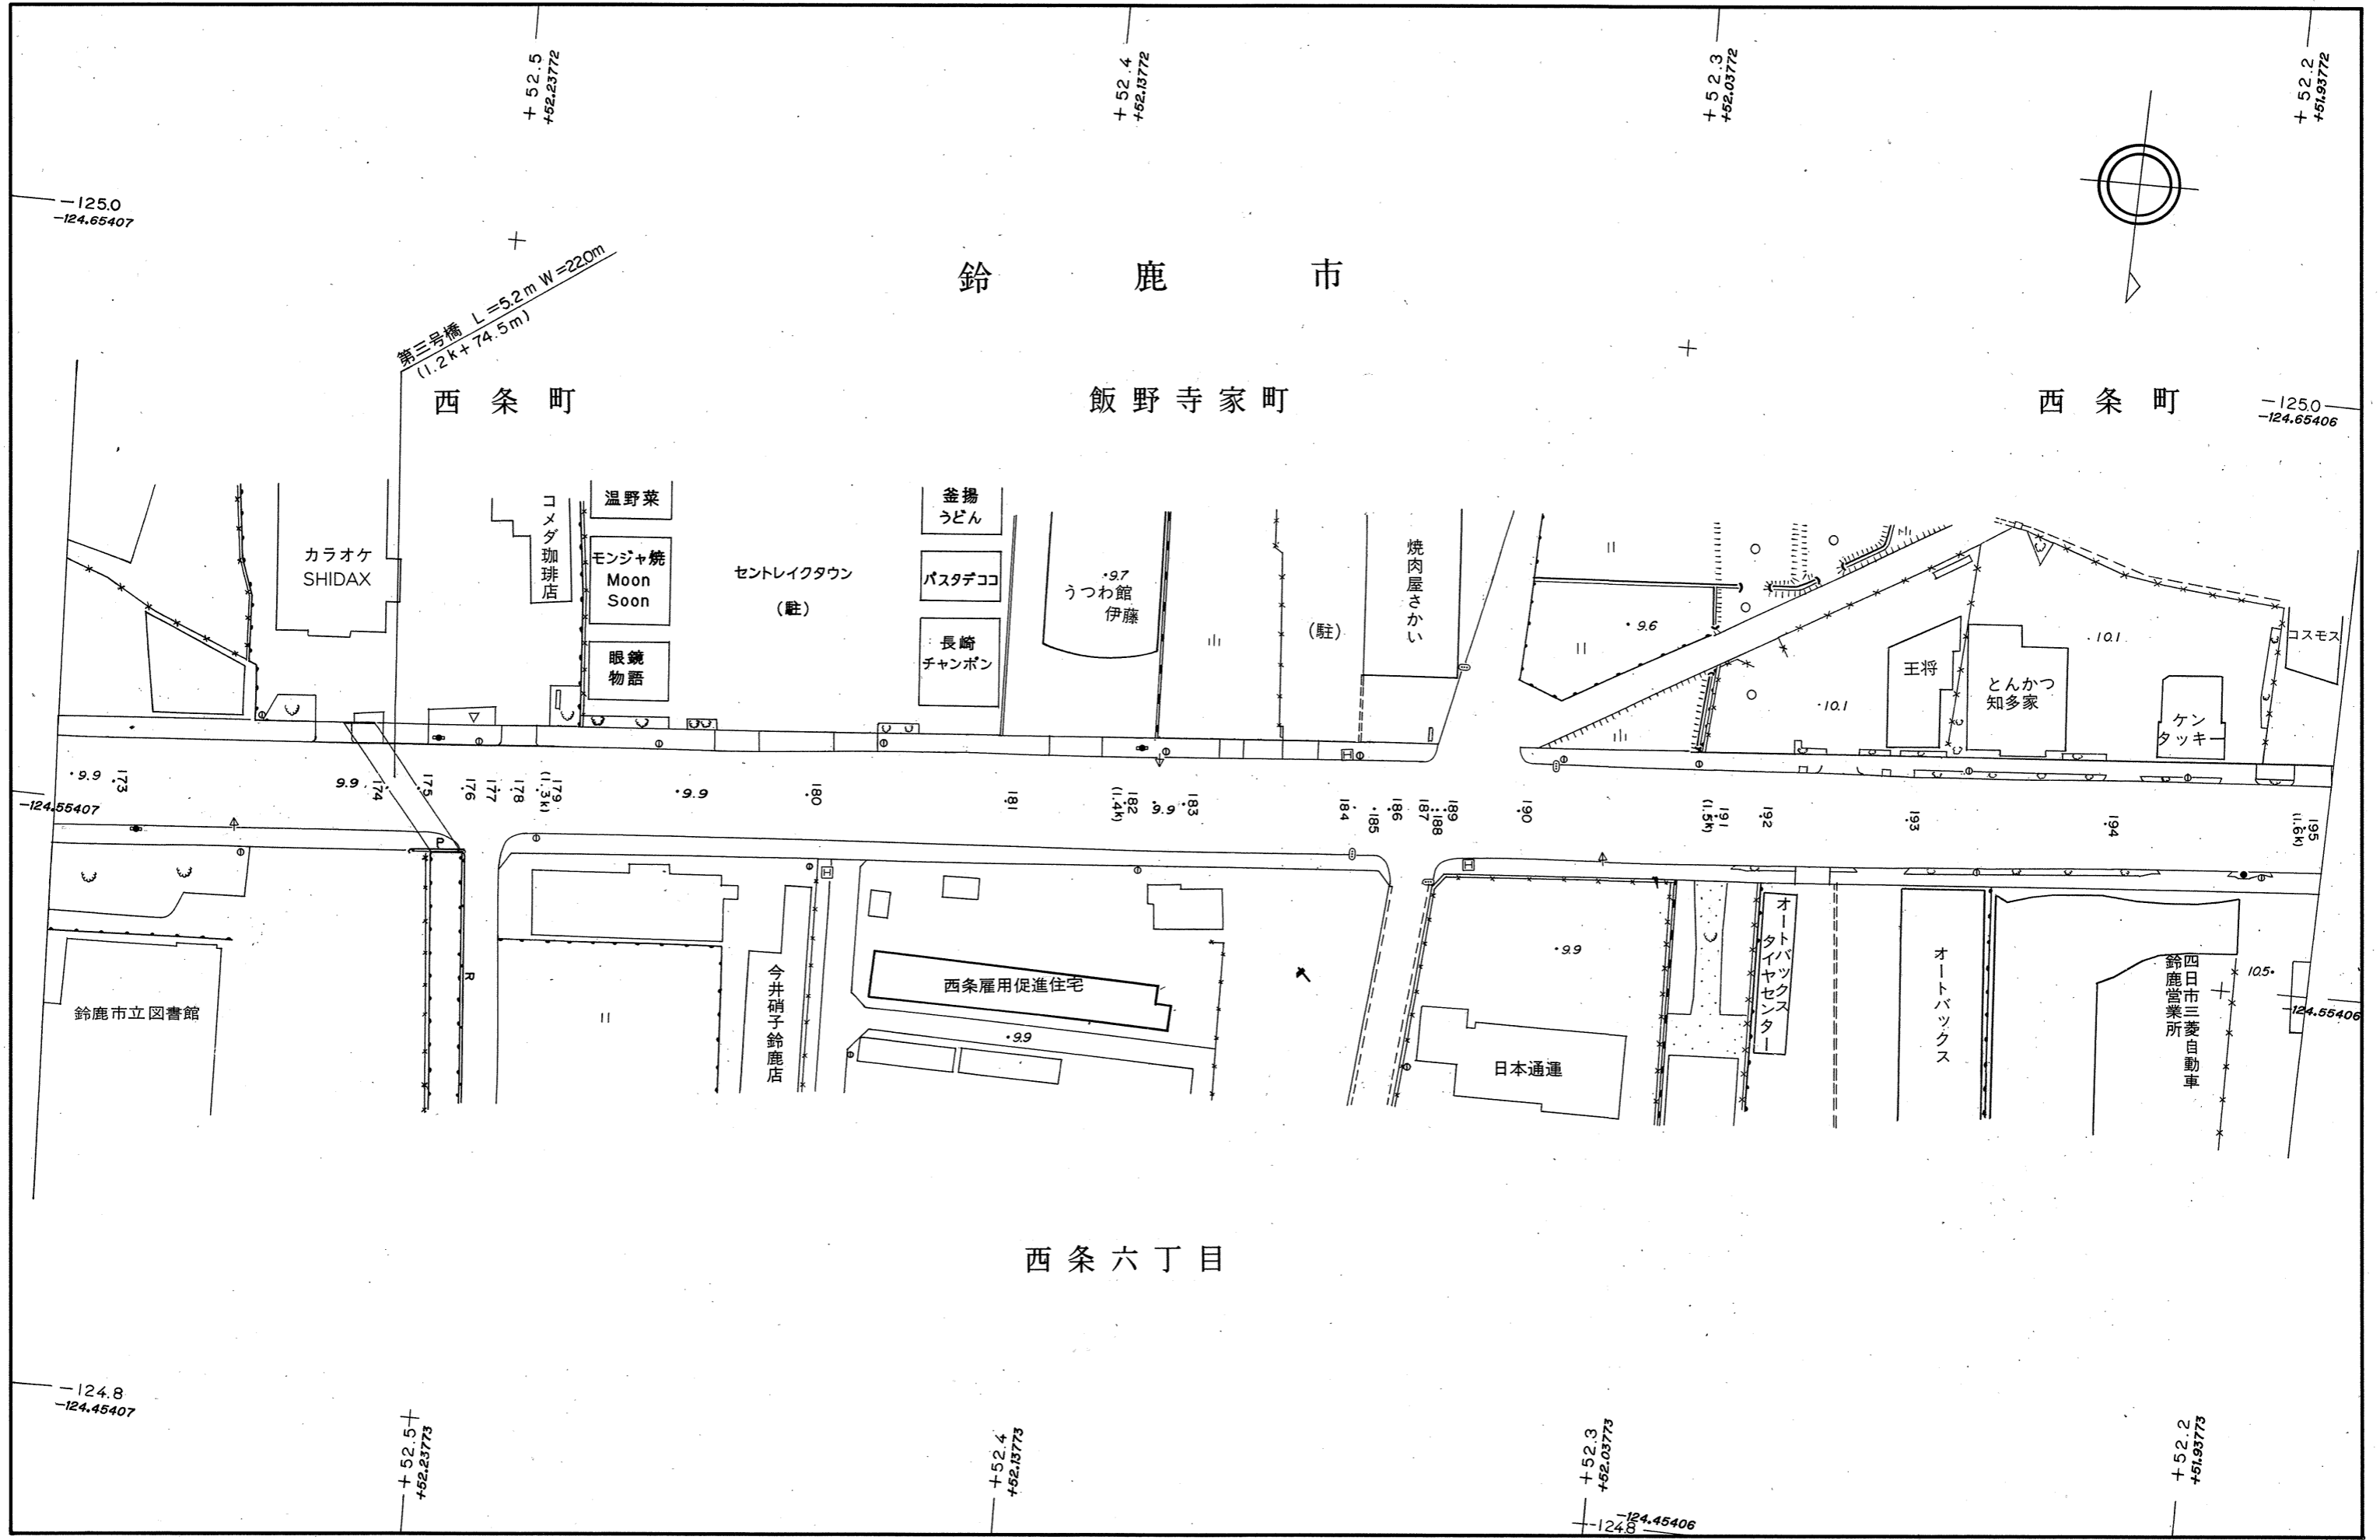 +52.5
+52.23772
+52.4
+52.13772
+52.3
+52.03772
+52.2
+51.93772
-125.0
-124.65407
鈴鹿市
第三号橋 L=5.2m W=22.0m
(1.2k+74.5m)
西条町
飯野寺家町
西条町
-125.0
-124.65406
カラオケ
SHIDAX
コメダ珈琲店
温野菜
モンジャ焼
Moon
Soon
眼鏡
物語
セントレイクタウン
(駐)
釜揚
うどん
パスタデココ
長崎
チャンポン
9.7
うつわ館
伊藤
(駐)
焼肉屋さかい
9.6
10.1
王将
とんかつ
知多家
10.1
ケン
タッキー
コスモス
9.9
173
9.9
174
175
176
177
178
179
(1.3k)
9.9
180
181
182
(1.4k)
9.9
183
184
185
186
187
188
189
190
191
(1.5k)
192
193
194
195
(1.6k)
-124.55407
P
R
鈴鹿市立図書館
今井硝子鈴鹿店
西条雇用促進住宅
9.9
9.9
日本通運
オートバックス
タイヤセンター
オートバックス
四日市三菱自動車
鈴鹿営業所
10.5
-124.55406
西条六丁目
-124.8
-124.45407
+52.5
+52.23773
+52.4
+52.13773
+52.3
+52.03773
+52.2
+51.93773
-124.45406
-124.8